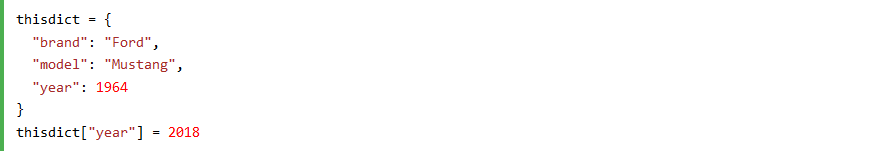 thisdict = {
  "brand": "Ford",
  "model": "Mustang",
  "year": 1964
}
thisdict["year"] = 2018